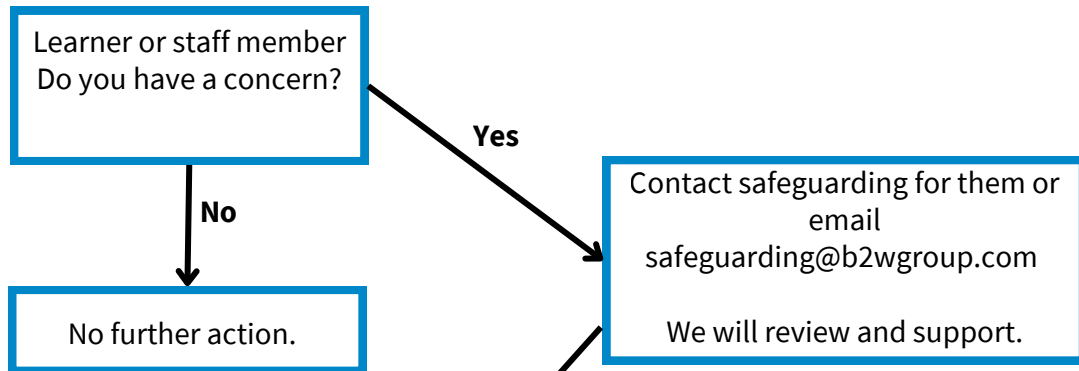 Learner or staff member
Do you have a concern?
Yes
No
Contact safeguarding for them or
email
safeguarding@b2wgroup.com
We will review and support.
No further action.